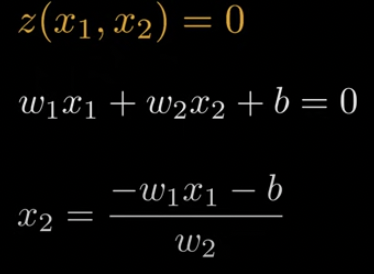 z(x₁, x₂) = 0
w₁x₁ + w₂x₂ + b = 0
x₂ = (−w₁x₁ − b) / w₂